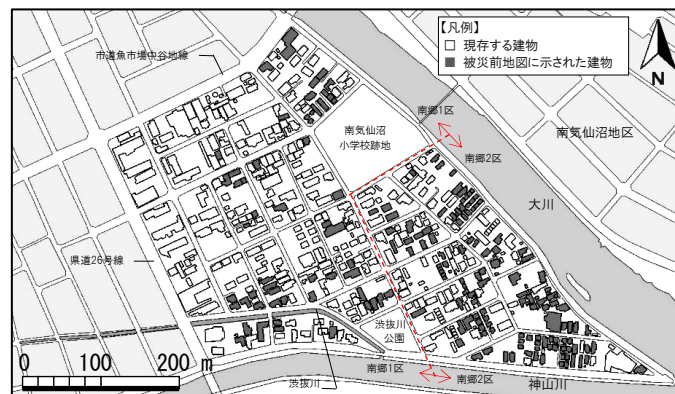 【凡例】
現存する建物
被災前地図に示された建物
N
市道魚市場中谷地線
南気仙沼
小学校跡地
南郷1区
南郷2区
南気仙沼地区
大川
県道26号線
渋抜川
公園
0 100 200 m
渋抜川
南郷1区
南郷2区
神山川